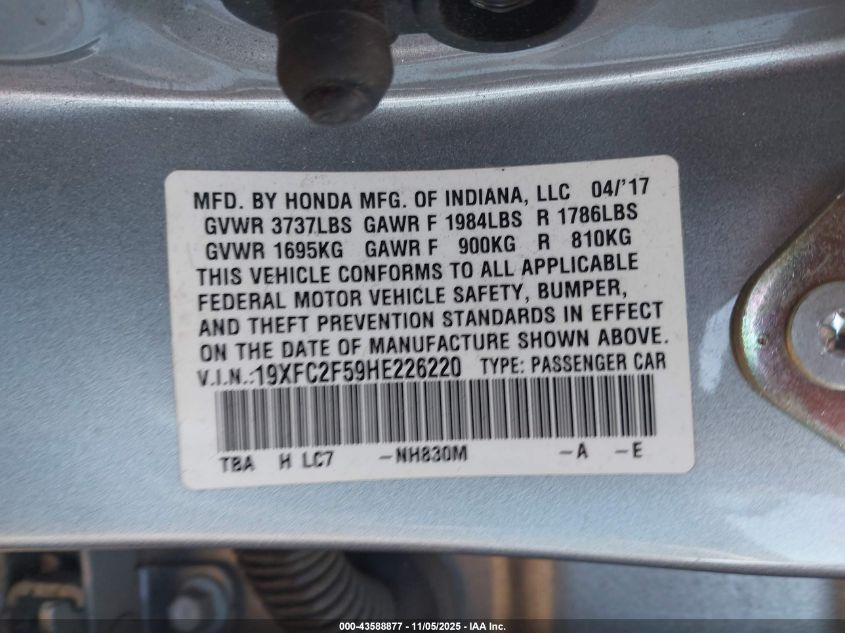 MFD. BY HONDA MFG. OF INDIANA, LLC 04/'17
GVWR 3737LBS GAWR F 1984LBS R 1786LBS
GVWR 1695KG GAWR F 900KG R 810KG
THIS VEHICLE CONFORMS TO ALL APPLICABLE
FEDERAL MOTOR VEHICLE SAFETY, BUMPER,
AND THEFT PREVENTION STANDARDS IN EFFECT
ON THE DATE OF MANUFACTURE SHOWN ABOVE.
V.I.N.:19XFC2F59HE226220 TYPE: PASSENGER CAR
TBA H LC7 -NH830M -A -E
000-43588877 - 11/05/2025 - IAA Inc.